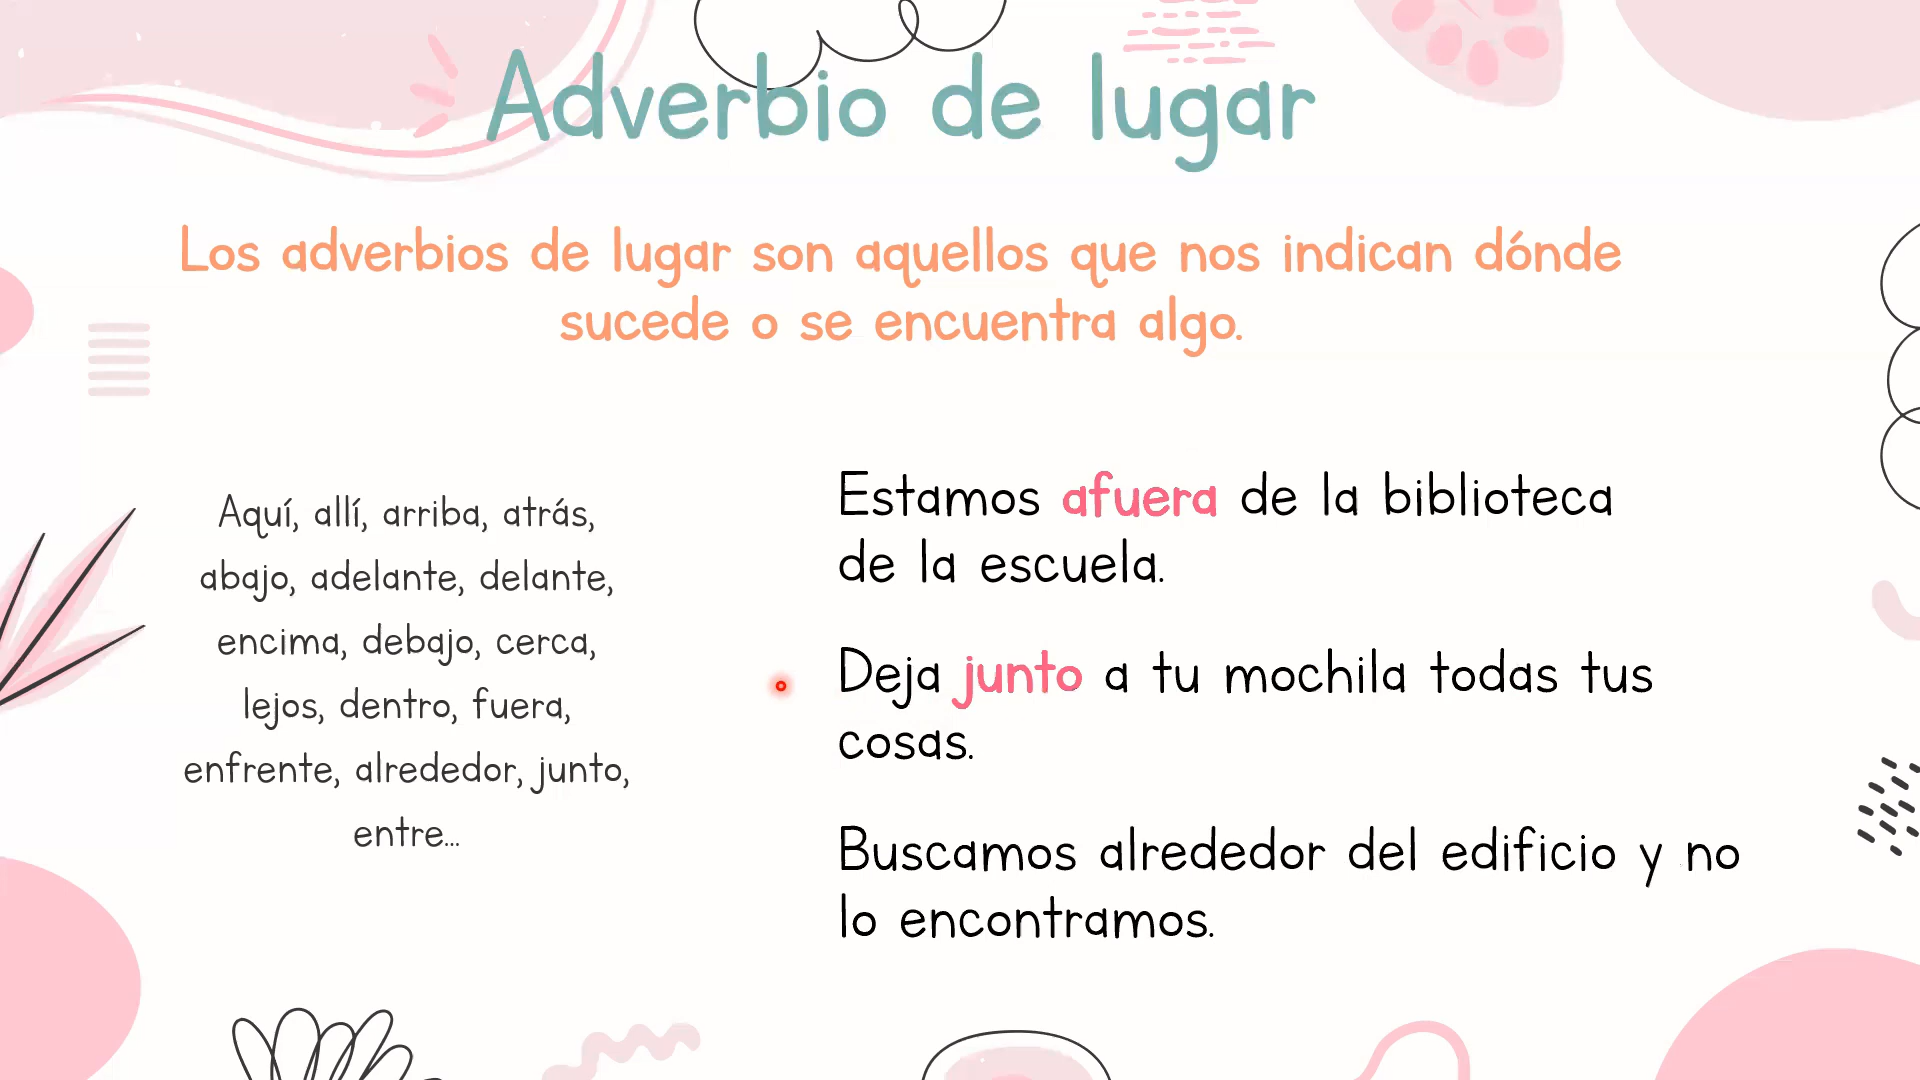 Adverbio de lugar
Los adverbios de lugar son aquellos que nos indican dónde
sucede o se encuentra algo.
Aquí, allí, arriba, atrás,
abajo, adelante, delante,
encima, debajo, cerca,
lejos, dentro, fuera,
enfrente, alrededor, junto,
entre...
Estamos afuera de la biblioteca
de la escuela.
Deja junto a tu mochila todas tus
cosas.
Buscamos alrededor del edificio y no
lo encontramos.